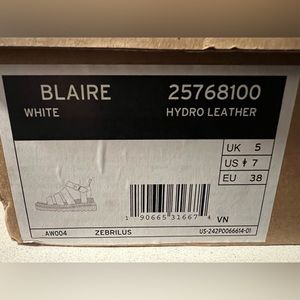 BLAIRE 25768100
WHITE HYDRO LEATHER
UK 5
US 7
EU 38
1 90665 31667 4
VN
AW004 ZEBRILUS US-242P0066614-01